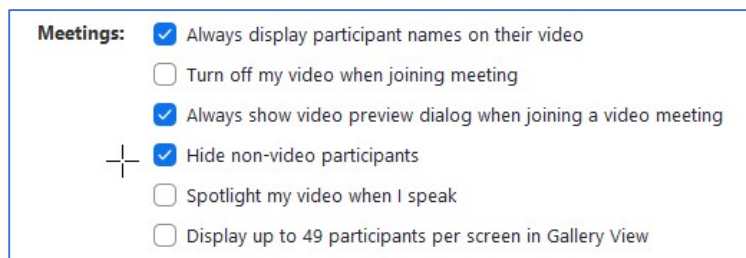 Meetings: Always display participant names on their video
Turn off my video when joining meeting
Always show video preview dialog when joining a video meeting
Hide non-video participants
Spotlight my video when I speak
Display up to 49 participants per screen in Gallery View